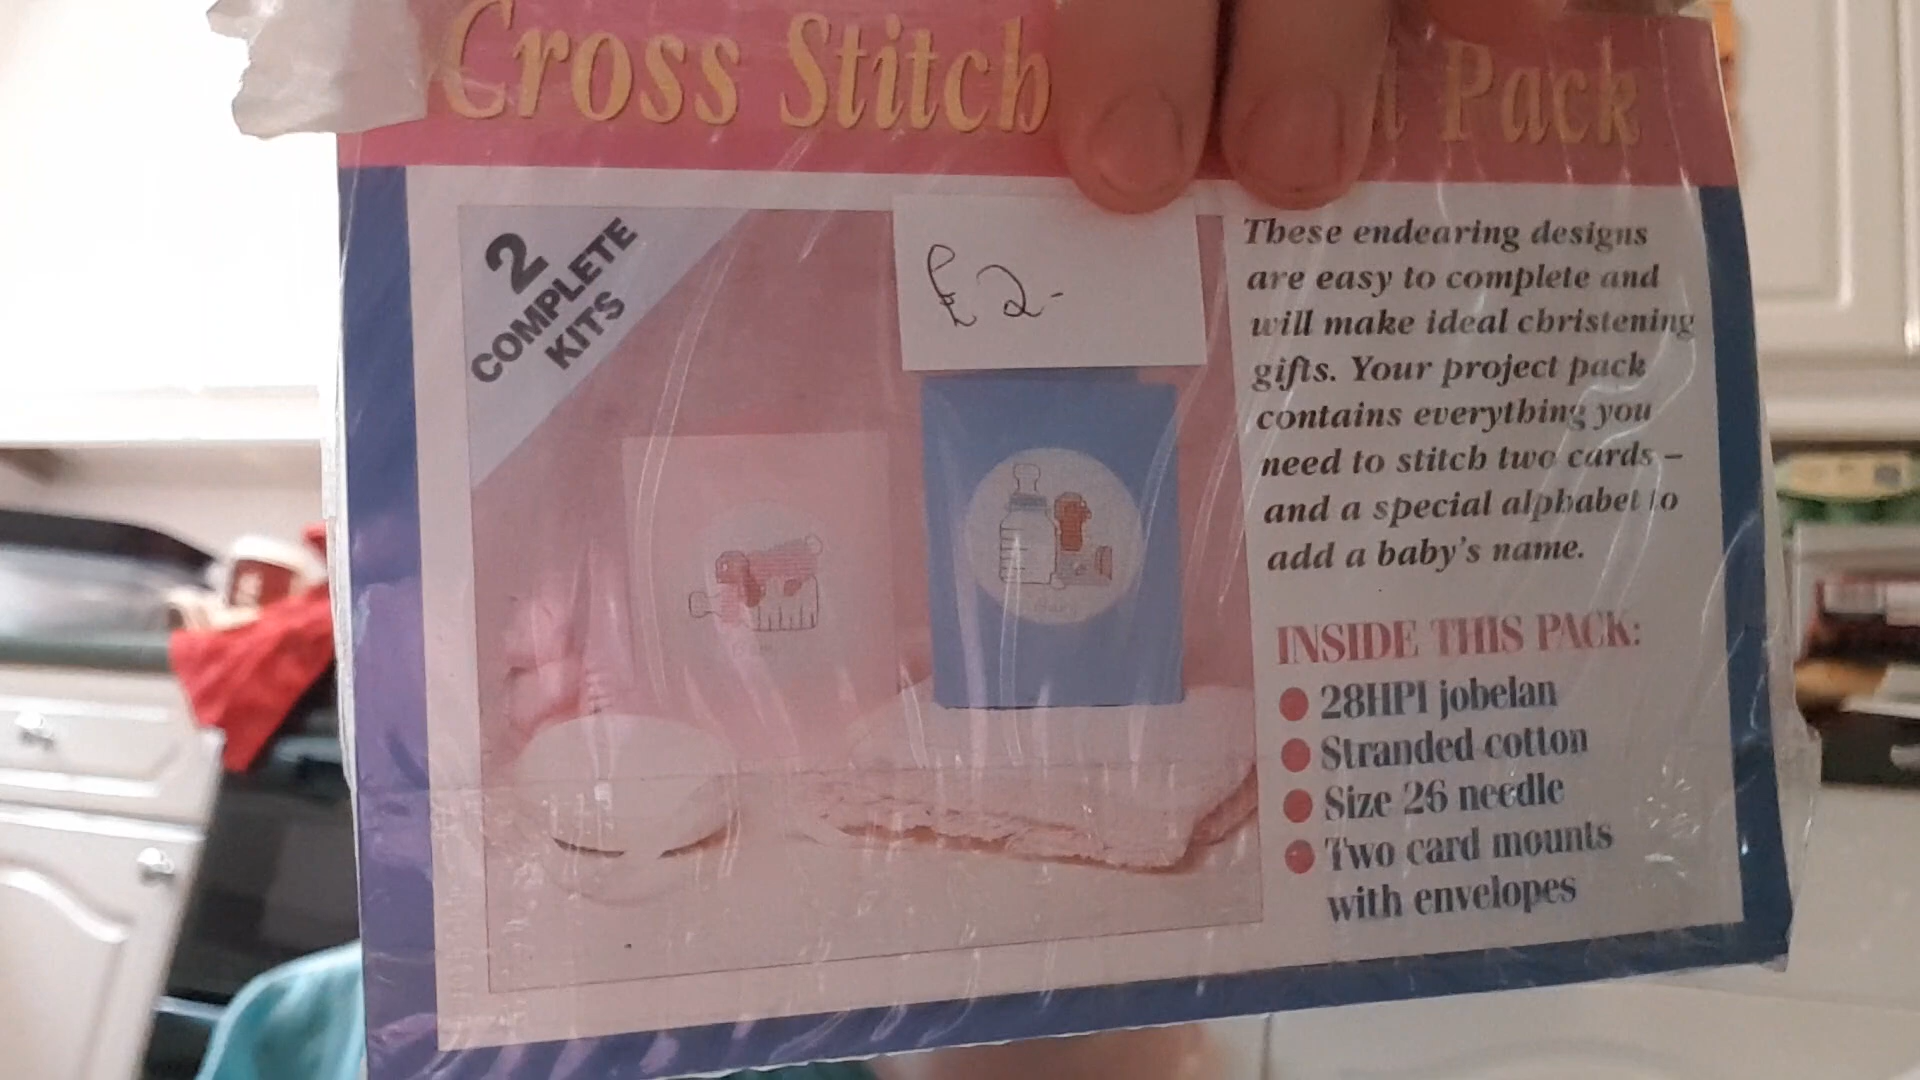 Cross Stitch Pack
2
COMPLETE
KITS
£2-
These endearing designs
are easy to complete and
will make ideal christening
gifts. Your project pack
contains everything you
need to stitch two cards –
and a special alphabet to
add a baby's name.
INSIDE THIS PACK:
● 28HPI jobelan
● Stranded cotton
● Size 26 needle
● Two card mounts
with envelopes